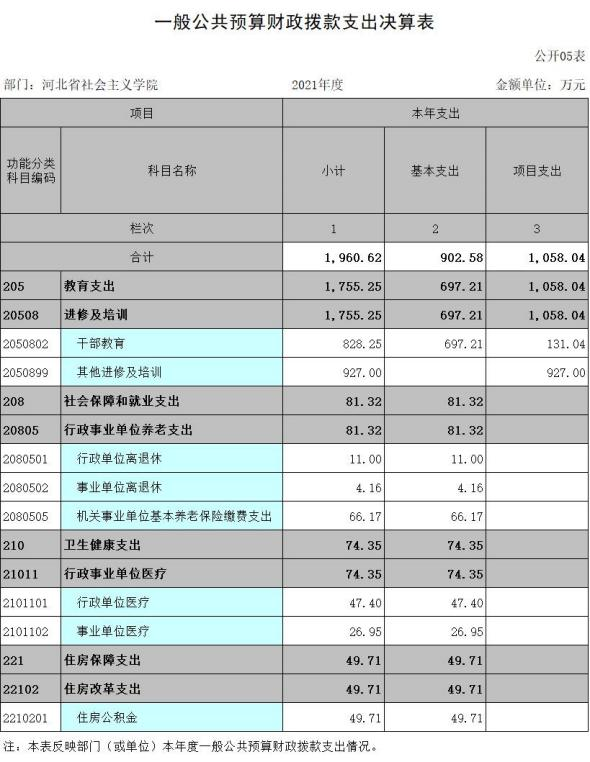 一般公共预算财政拨款支出决算表
公开05表
部门：河北省社会主义学院 2021年度 金额单位：万元
项目 本年支出
功能分类科目编码 科目名称 小计 基本支出 项目支出
栏次 1 2 3
合计 1,960.62 902.58 1,058.04
205 教育支出 1,755.25 697.21 1,058.04
20508 进修及培训 1,755.25 697.21 1,058.04
2050802 干部教育 828.25 697.21 131.04
2050899 其他进修及培训 927.00 927.00
208 社会保障和就业支出 81.32 81.32
20805 行政事业单位养老支出 81.32 81.32
2080501 行政单位离退休 11.00 11.00
2080502 事业单位离退休 4.16 4.16
2080505 机关事业单位基本养老保险缴费支出 66.17 66.17
210 卫生健康支出 74.35 74.35
21011 行政事业单位医疗 74.35 74.35
2101101 行政单位医疗 47.40 47.40
2101102 事业单位医疗 26.95 26.95
221 住房保障支出 49.71 49.71
22102 住房改革支出 49.71 49.71
2210201 住房公积金 49.71 49.71
注：本表反映部门（或单位）本年度一般公共预算财政拨款支出情况。